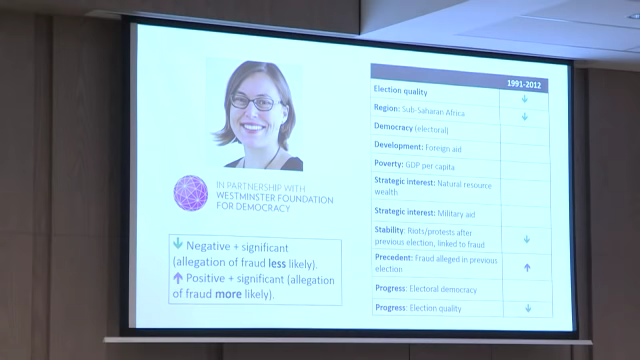 IN PARTNERSHIP WITH
WESTMINSTER FOUNDATION
FOR DEMOCRACY
↓ Negative + significant
(allegation of fraud less likely).
↑ Positive + significant (allegation
of fraud more likely).
1991-2012
Election quality ↓
Region: Sub-Saharan Africa ↓
Democracy (electoral)
Development: Foreign aid
Poverty: GDP per capita
Strategic interest: Natural resource
wealth
Strategic interest: Military aid
Stability: Riots/protests after
previous election, linked to fraud ↓
Precedent: Fraud alleged in previous
election ↑
Progress: Electoral democracy
Progress: Election quality ↓